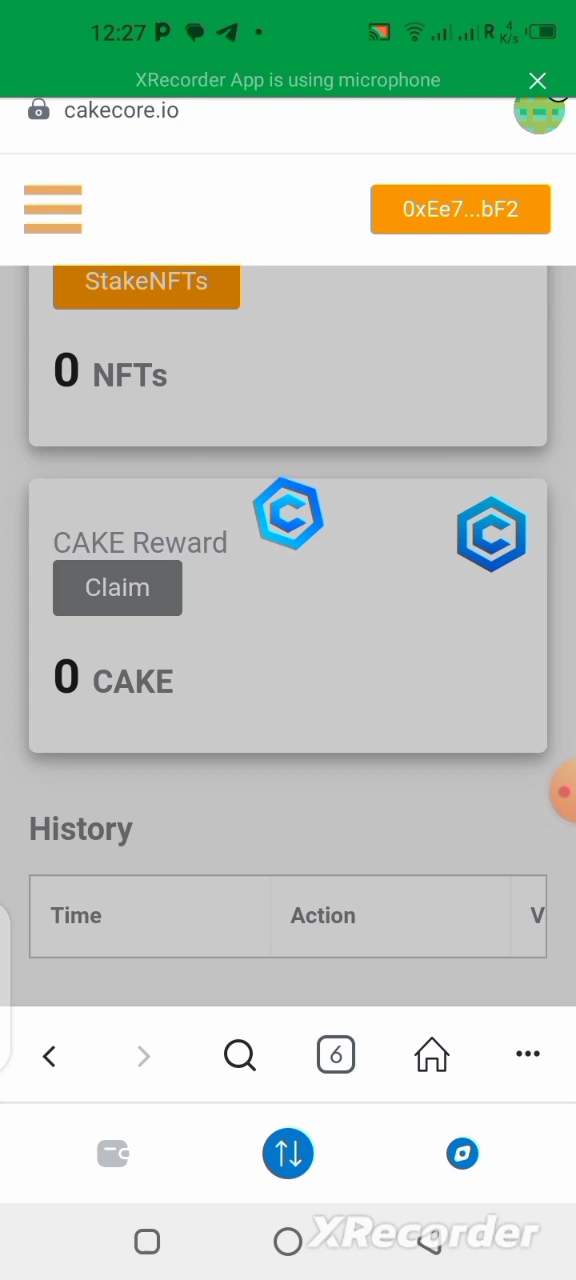 12:27
R 4 K/s
XRecorder App is using microphone
cakecore.io
0xEe7...bF2
StakeNFTs
0 NFTs
CAKE Reward
Claim
0 CAKE
History
Time Action V
6
XRecorder